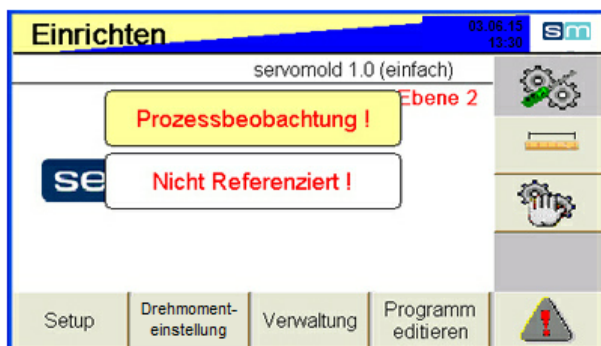 Einrichten
03.06.15
13:30
sm
servomold 1.0 (einfach)
Ebene 2
Prozessbeobachtung !
se
Nicht Referenziert !
Setup
Drehmoment-
einstellung
Verwaltung
Programm
editieren